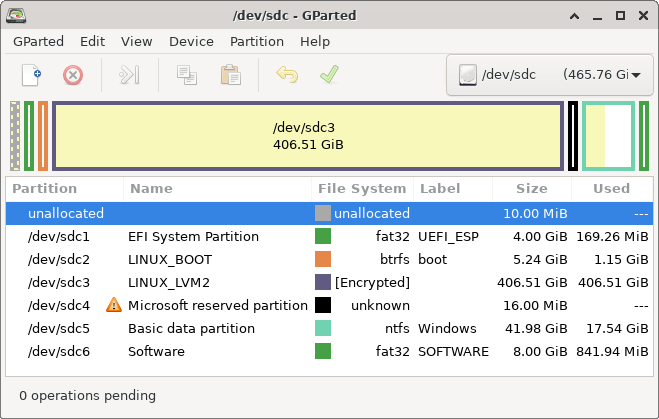 /dev/sdc - GParted
GParted Edit View Device Partition Help
/dev/sdc (465.76 Gi
/dev/sdc3
406.51 GiB
Partition Name File System Label Size Used
unallocated unallocated 10.00 MiB ---
/dev/sdc1 EFI System Partition fat32 UEFI_ESP 4.00 GiB 169.26 MiB
/dev/sdc2 LINUX_BOOT btrfs boot 5.24 GiB 1.15 GiB
/dev/sdc3 LINUX_LVM2 [Encrypted] 406.51 GiB 406.51 GiB
/dev/sdc4 Microsoft reserved partition unknown 16.00 MiB ---
/dev/sdc5 Basic data partition ntfs Windows 41.98 GiB 17.54 GiB
/dev/sdc6 Software fat32 SOFTWARE 8.00 GiB 841.94 MiB
0 operations pending